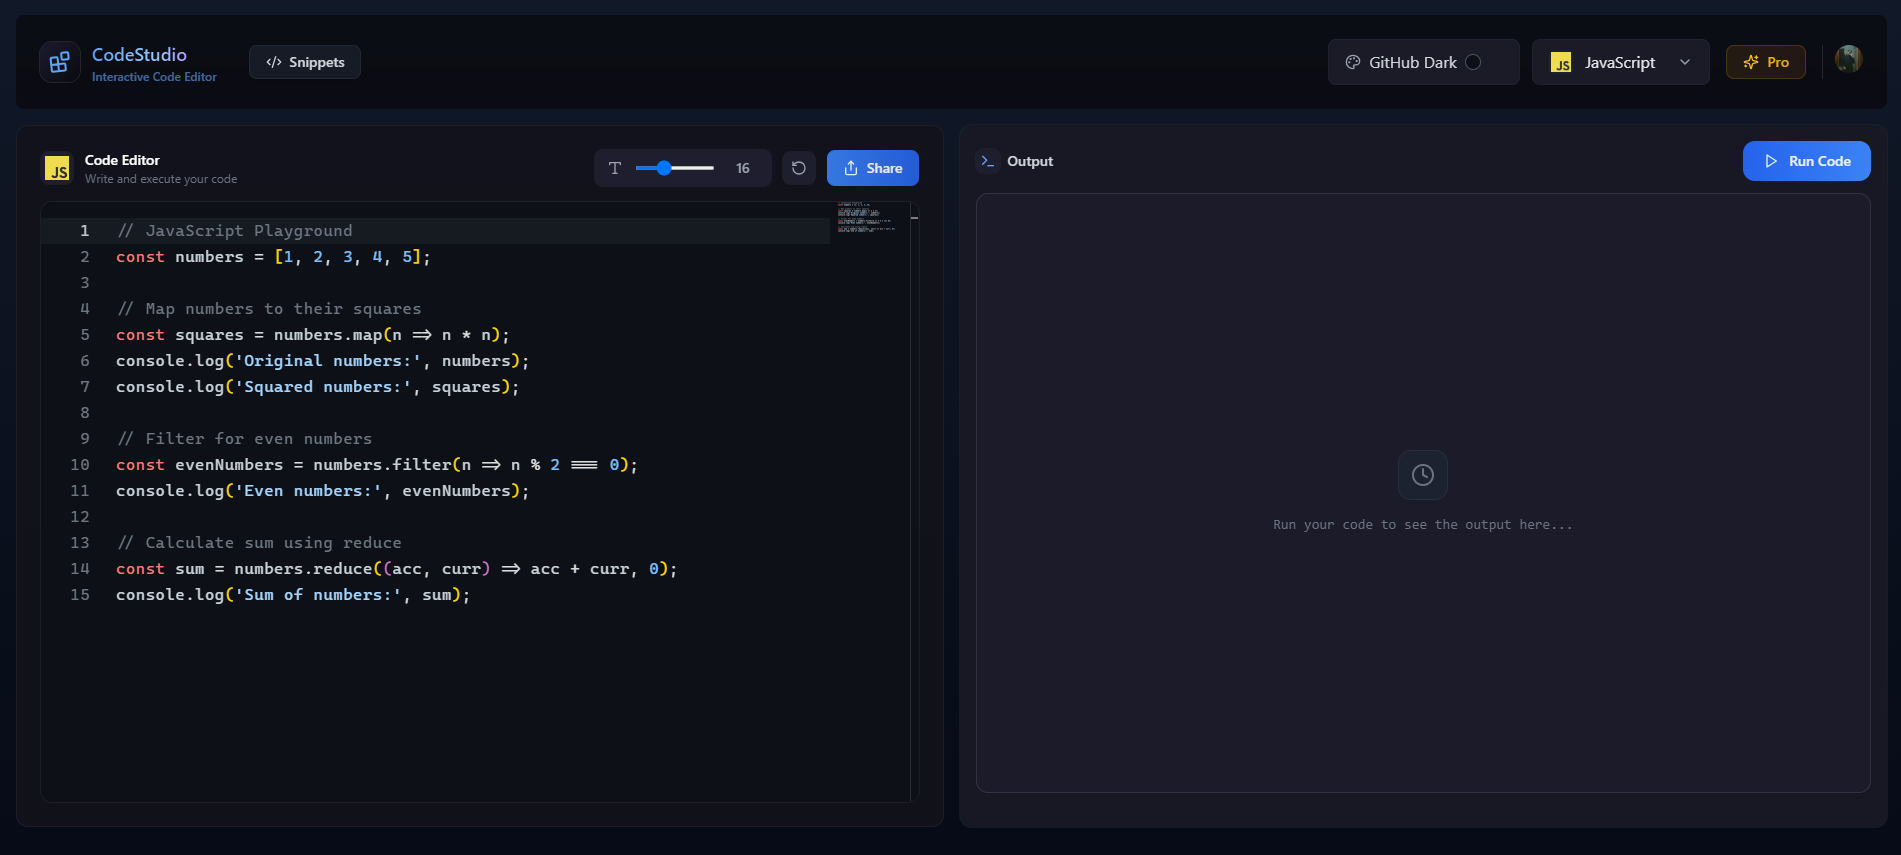 CodeStudio
Interactive Code Editor
</> Snippets
GitHub Dark
JS JavaScript
Pro
JS
Code Editor
Write and execute your code
T
16
Share
1 // JavaScript Playground
2 const numbers = [1, 2, 3, 4, 5];
3
4 // Map numbers to their squares
5 const squares = numbers.map(n => n * n);
6 console.log('Original numbers:', numbers);
7 console.log('Squared numbers:', squares);
8
9 // Filter for even numbers
10 const evenNumbers = numbers.filter(n => n % 2 === 0);
11 console.log('Even numbers:', evenNumbers);
12
13 // Calculate sum using reduce
14 const sum = numbers.reduce((acc, curr) => acc + curr, 0);
15 console.log('Sum of numbers:', sum);
Output
Run Code
Run your code to see the output here...